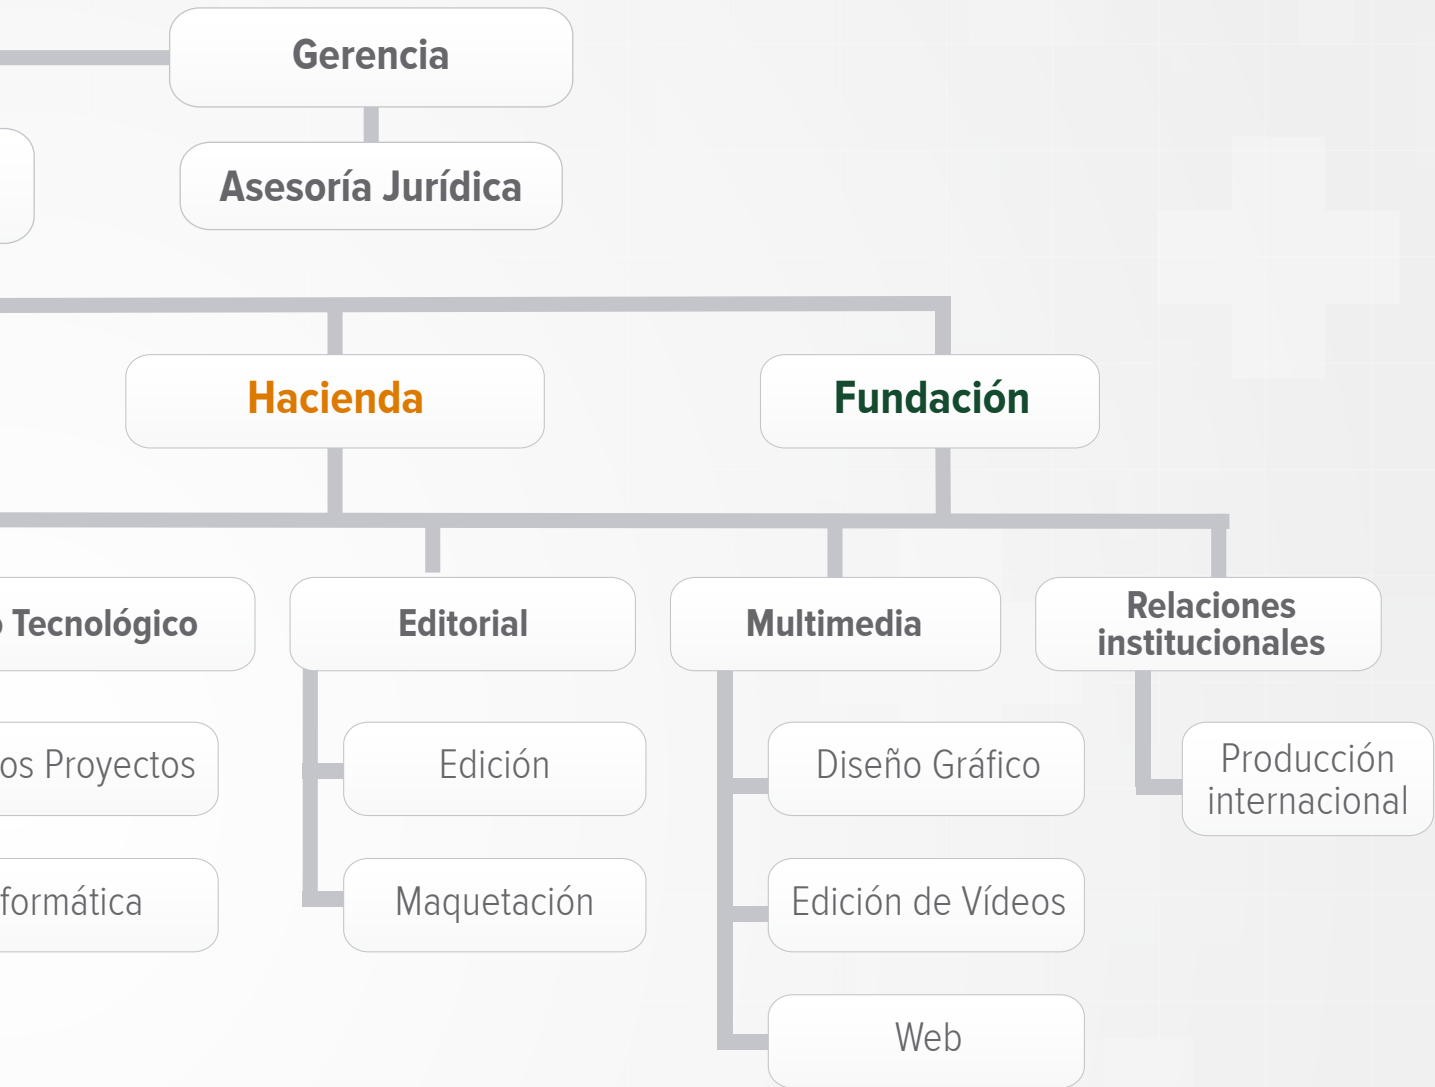 Gerencia
Asesoría Jurídica
Hacienda
Fundación
Tecnológico
Editorial
Multimedia
Relaciones
institucionales
Proyectos
Edición
Diseño Gráfico
Producción
internacional
Maquetación
Edición de Vídeos
Web